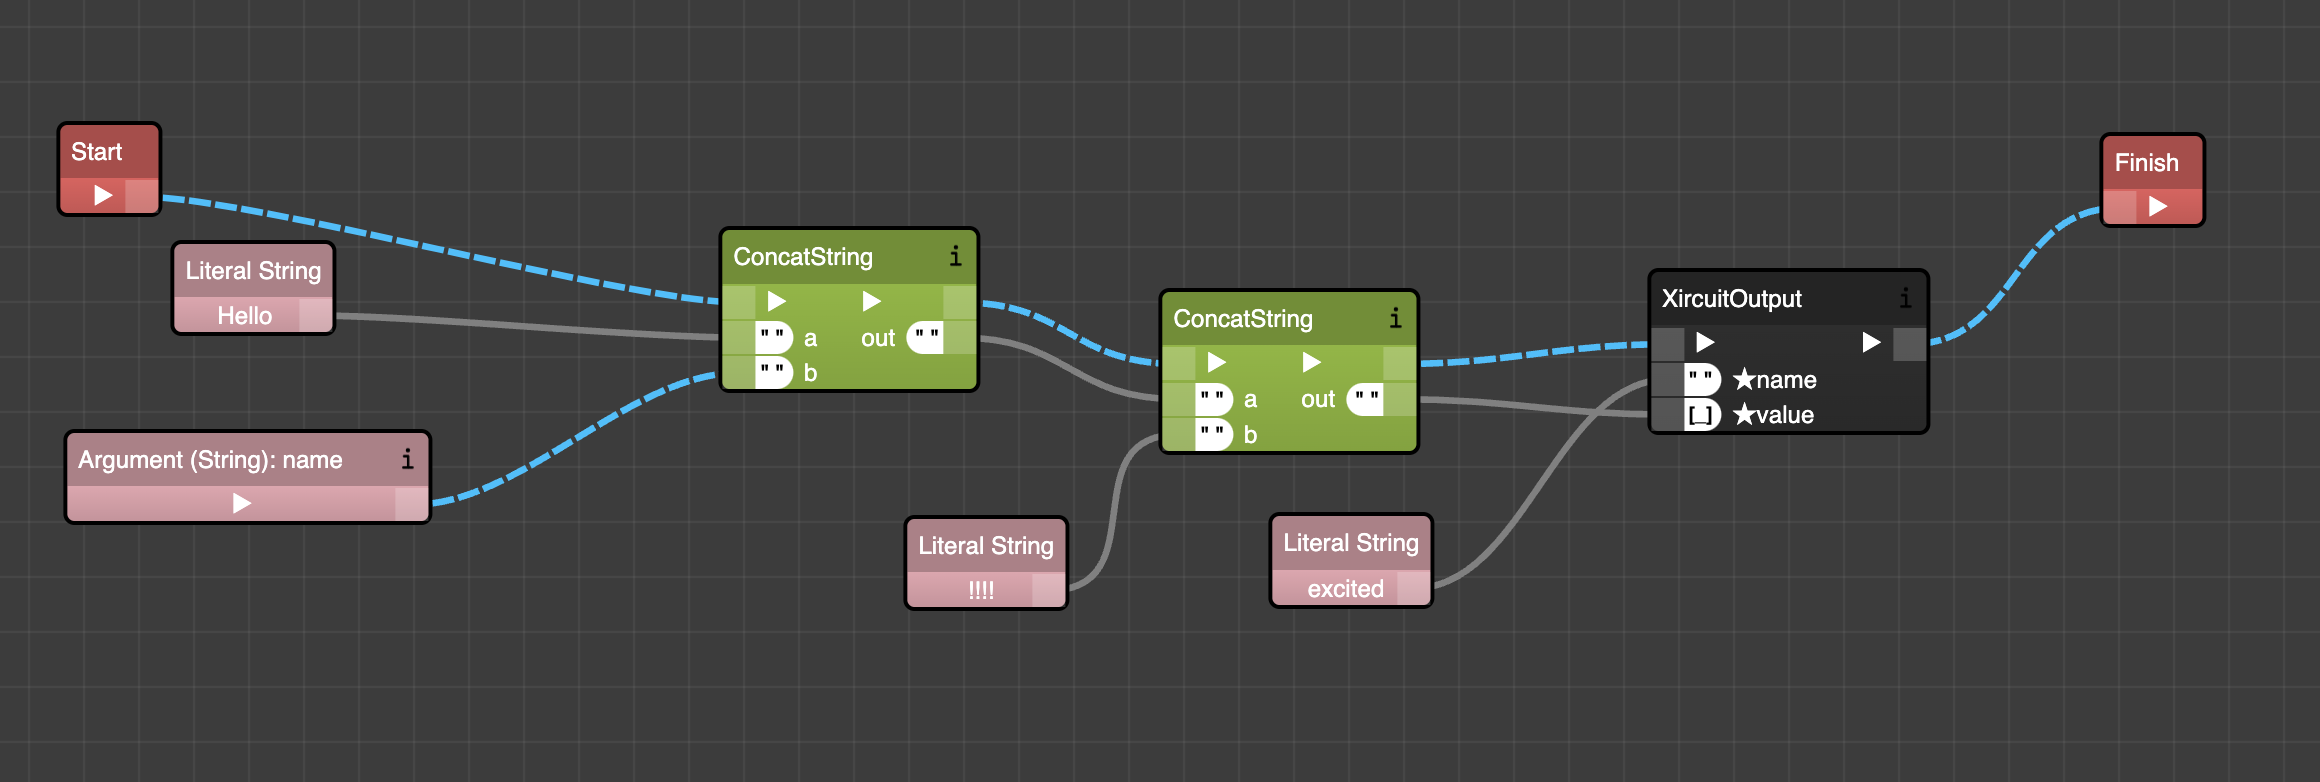 Start
Literal String
Hello
Argument (String): name i
ConcatString i
"" a out ""
"" b
ConcatString i
"" a out ""
"" b
Literal String
!!!!
Literal String
excited
XircuitOutput i
"" ★name
[_] ★value
Finish